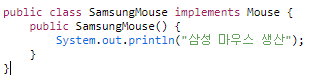 public class SamsungMouse implements Mouse {
    public SamsungMouse() {
        System.out.println("삼성 마우스 생산");
    }
}